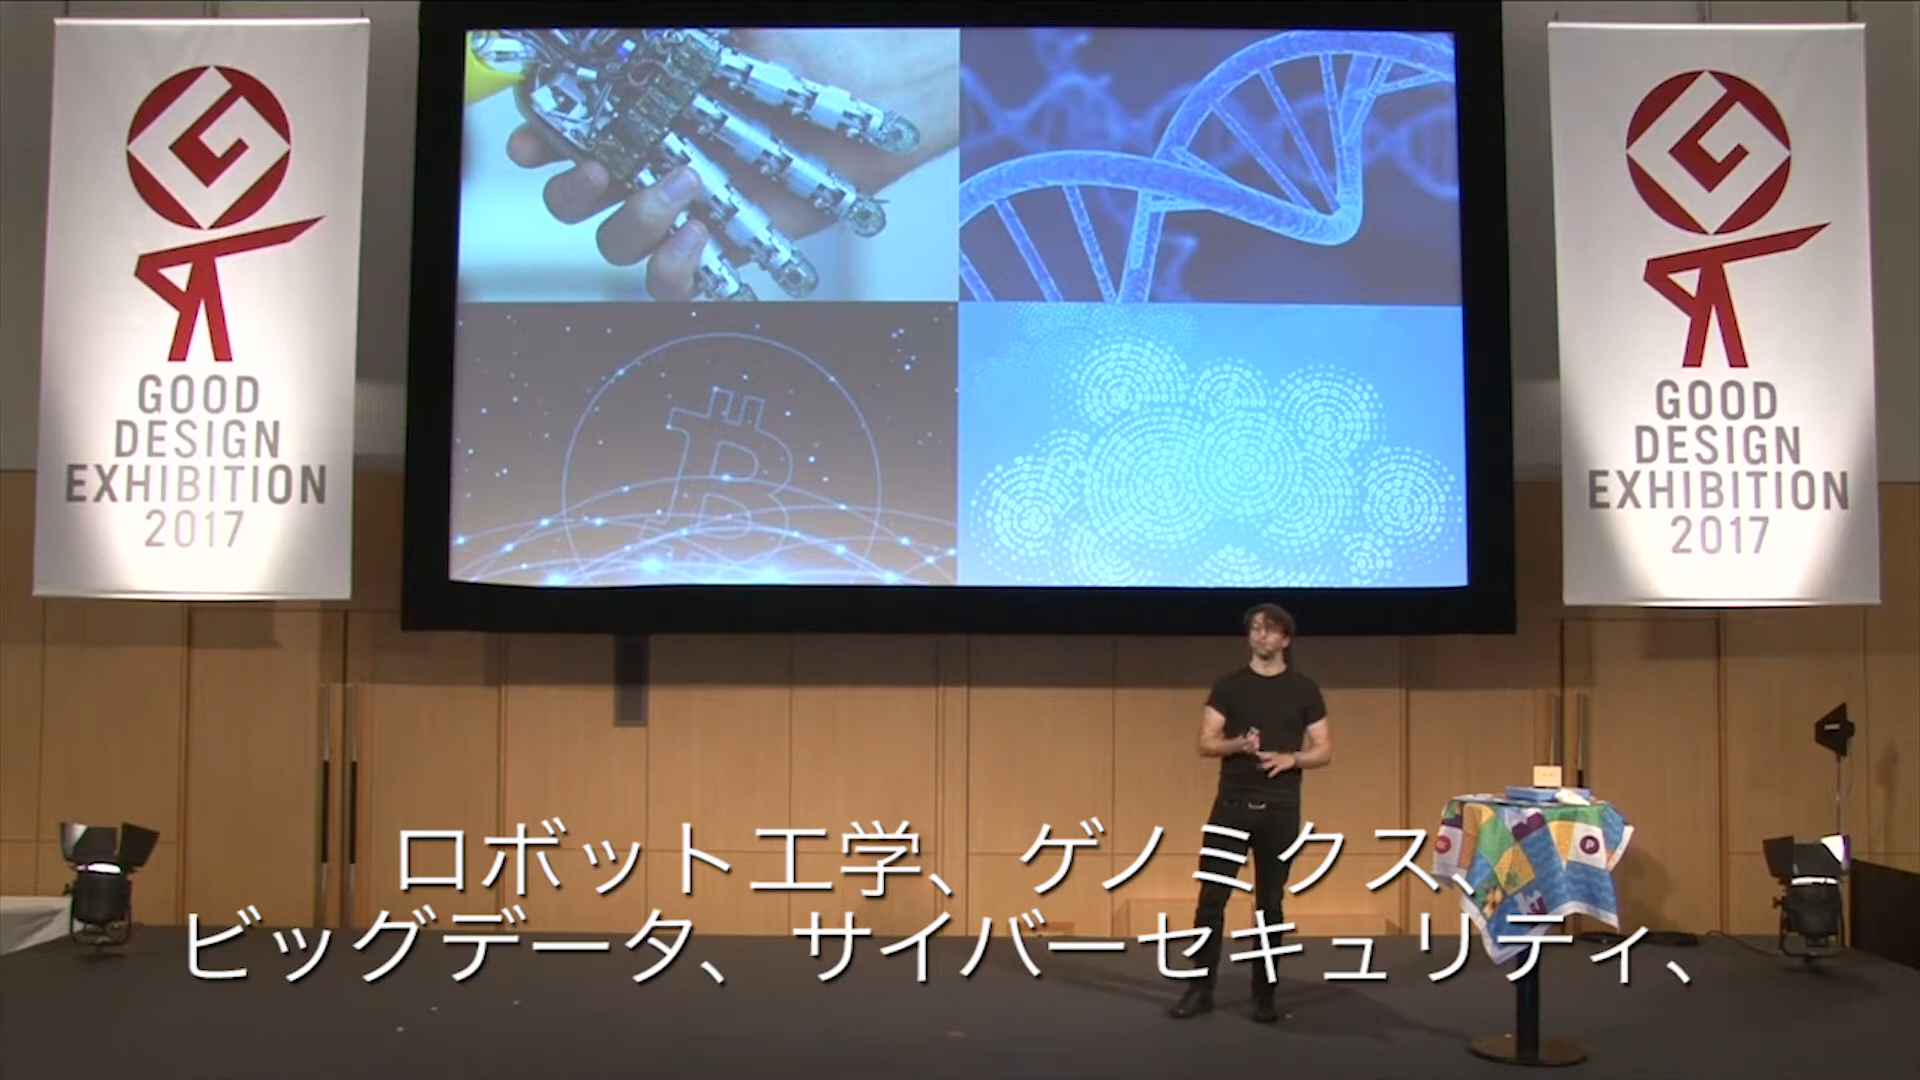 GOOD
DESIGN
EXHIBITION
2017
GOOD
DESIGN
EXHIBITION
2017
ロボット工学、ゲノミクス、
ビッグデータ、サイバーセキュリティ、